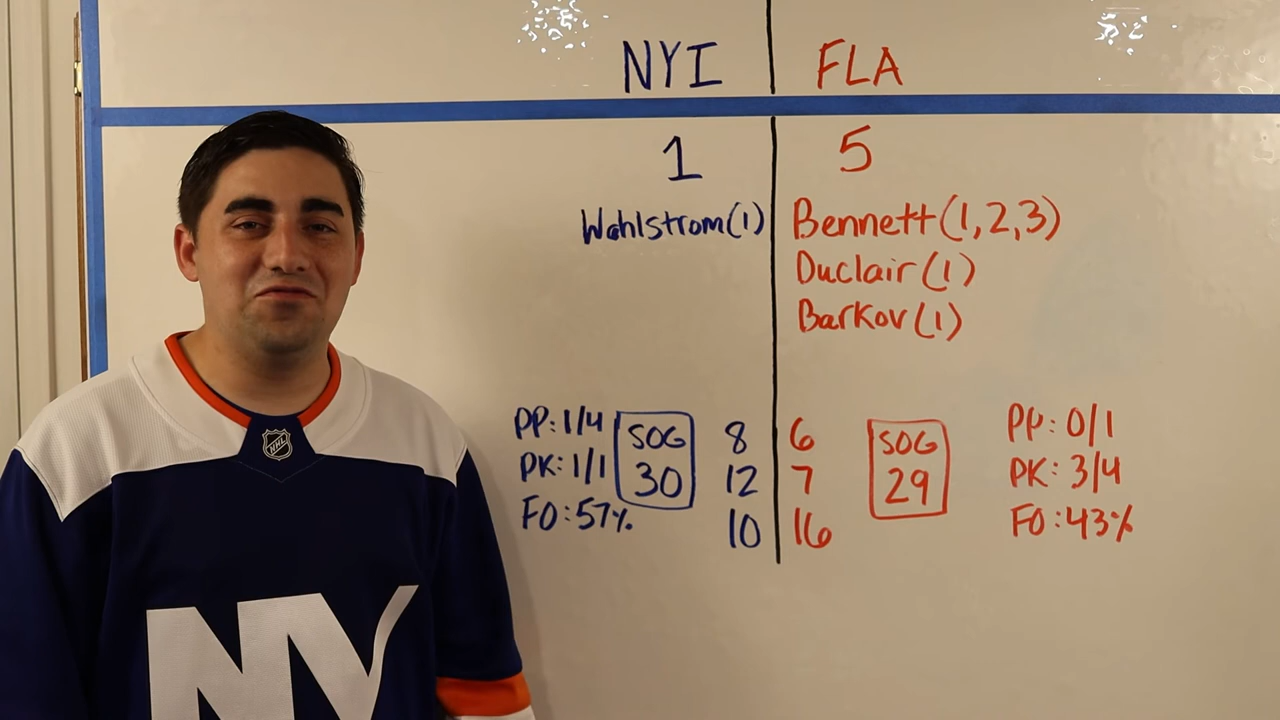 NYI FLA
1 5
Wahlstrom(1) Bennett(1,2,3)
Duclair(1)
Barkov(1)
PP: 1/4 SOG 8 6 SOG PP: 0/1
PK: 1/1 30 12 7 29 PK: 3/4
FO: 57% 10 16 FO: 43%
NHL
NY